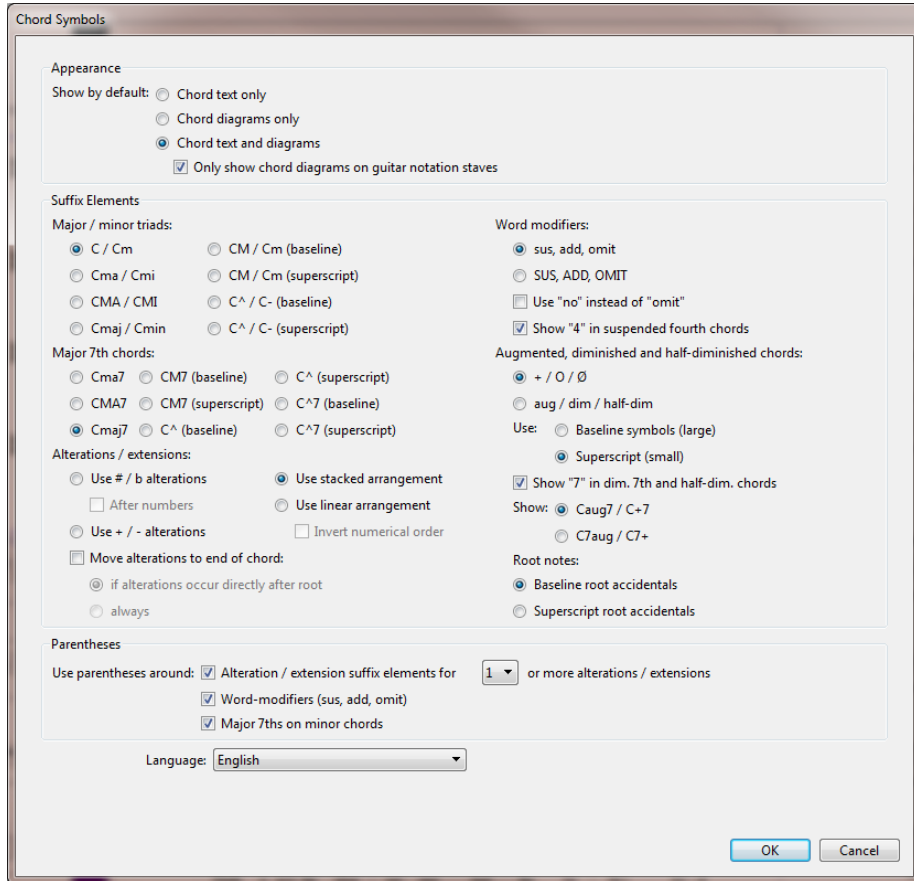 Chord Symbols
Appearance
Show by default:
Chord text only
Chord diagrams only
Chord text and diagrams
Only show chord diagrams on guitar notation staves
Suffix Elements
Major / minor triads:
C / Cm
CM / Cm (baseline)
Cma / Cmi
CM / Cm (superscript)
CMA / CMI
C^ / C- (baseline)
Cmaj / Cmin
C^ / C- (superscript)
Major 7th chords:
Cma7
CM7 (baseline)
C^ (superscript)
CMA7
CM7 (superscript)
C^7 (baseline)
Cmaj7
C^ (baseline)
C^7 (superscript)
Alterations / extensions:
Use # / b alterations
Use stacked arrangement
After numbers
Use linear arrangement
Use + / - alterations
Invert numerical order
Move alterations to end of chord:
if alterations occur directly after root
always
Word modifiers:
sus, add, omit
SUS, ADD, OMIT
Use "no" instead of "omit"
Show "4" in suspended fourth chords
Augmented, diminished and half-diminished chords:
+ / O / Ø
aug / dim / half-dim
Use:
Baseline symbols (large)
Superscript (small)
Show "7" in dim. 7th and half-dim. chords
Show:
Caug7 / C+7
C7aug / C7+
Root notes:
Baseline root accidentals
Superscript root accidentals
Parentheses
Use parentheses around:
Alteration / extension suffix elements for 1 or more alterations / extensions
Word-modifiers (sus, add, omit)
Major 7ths on minor chords
Language: English
OK
Cancel